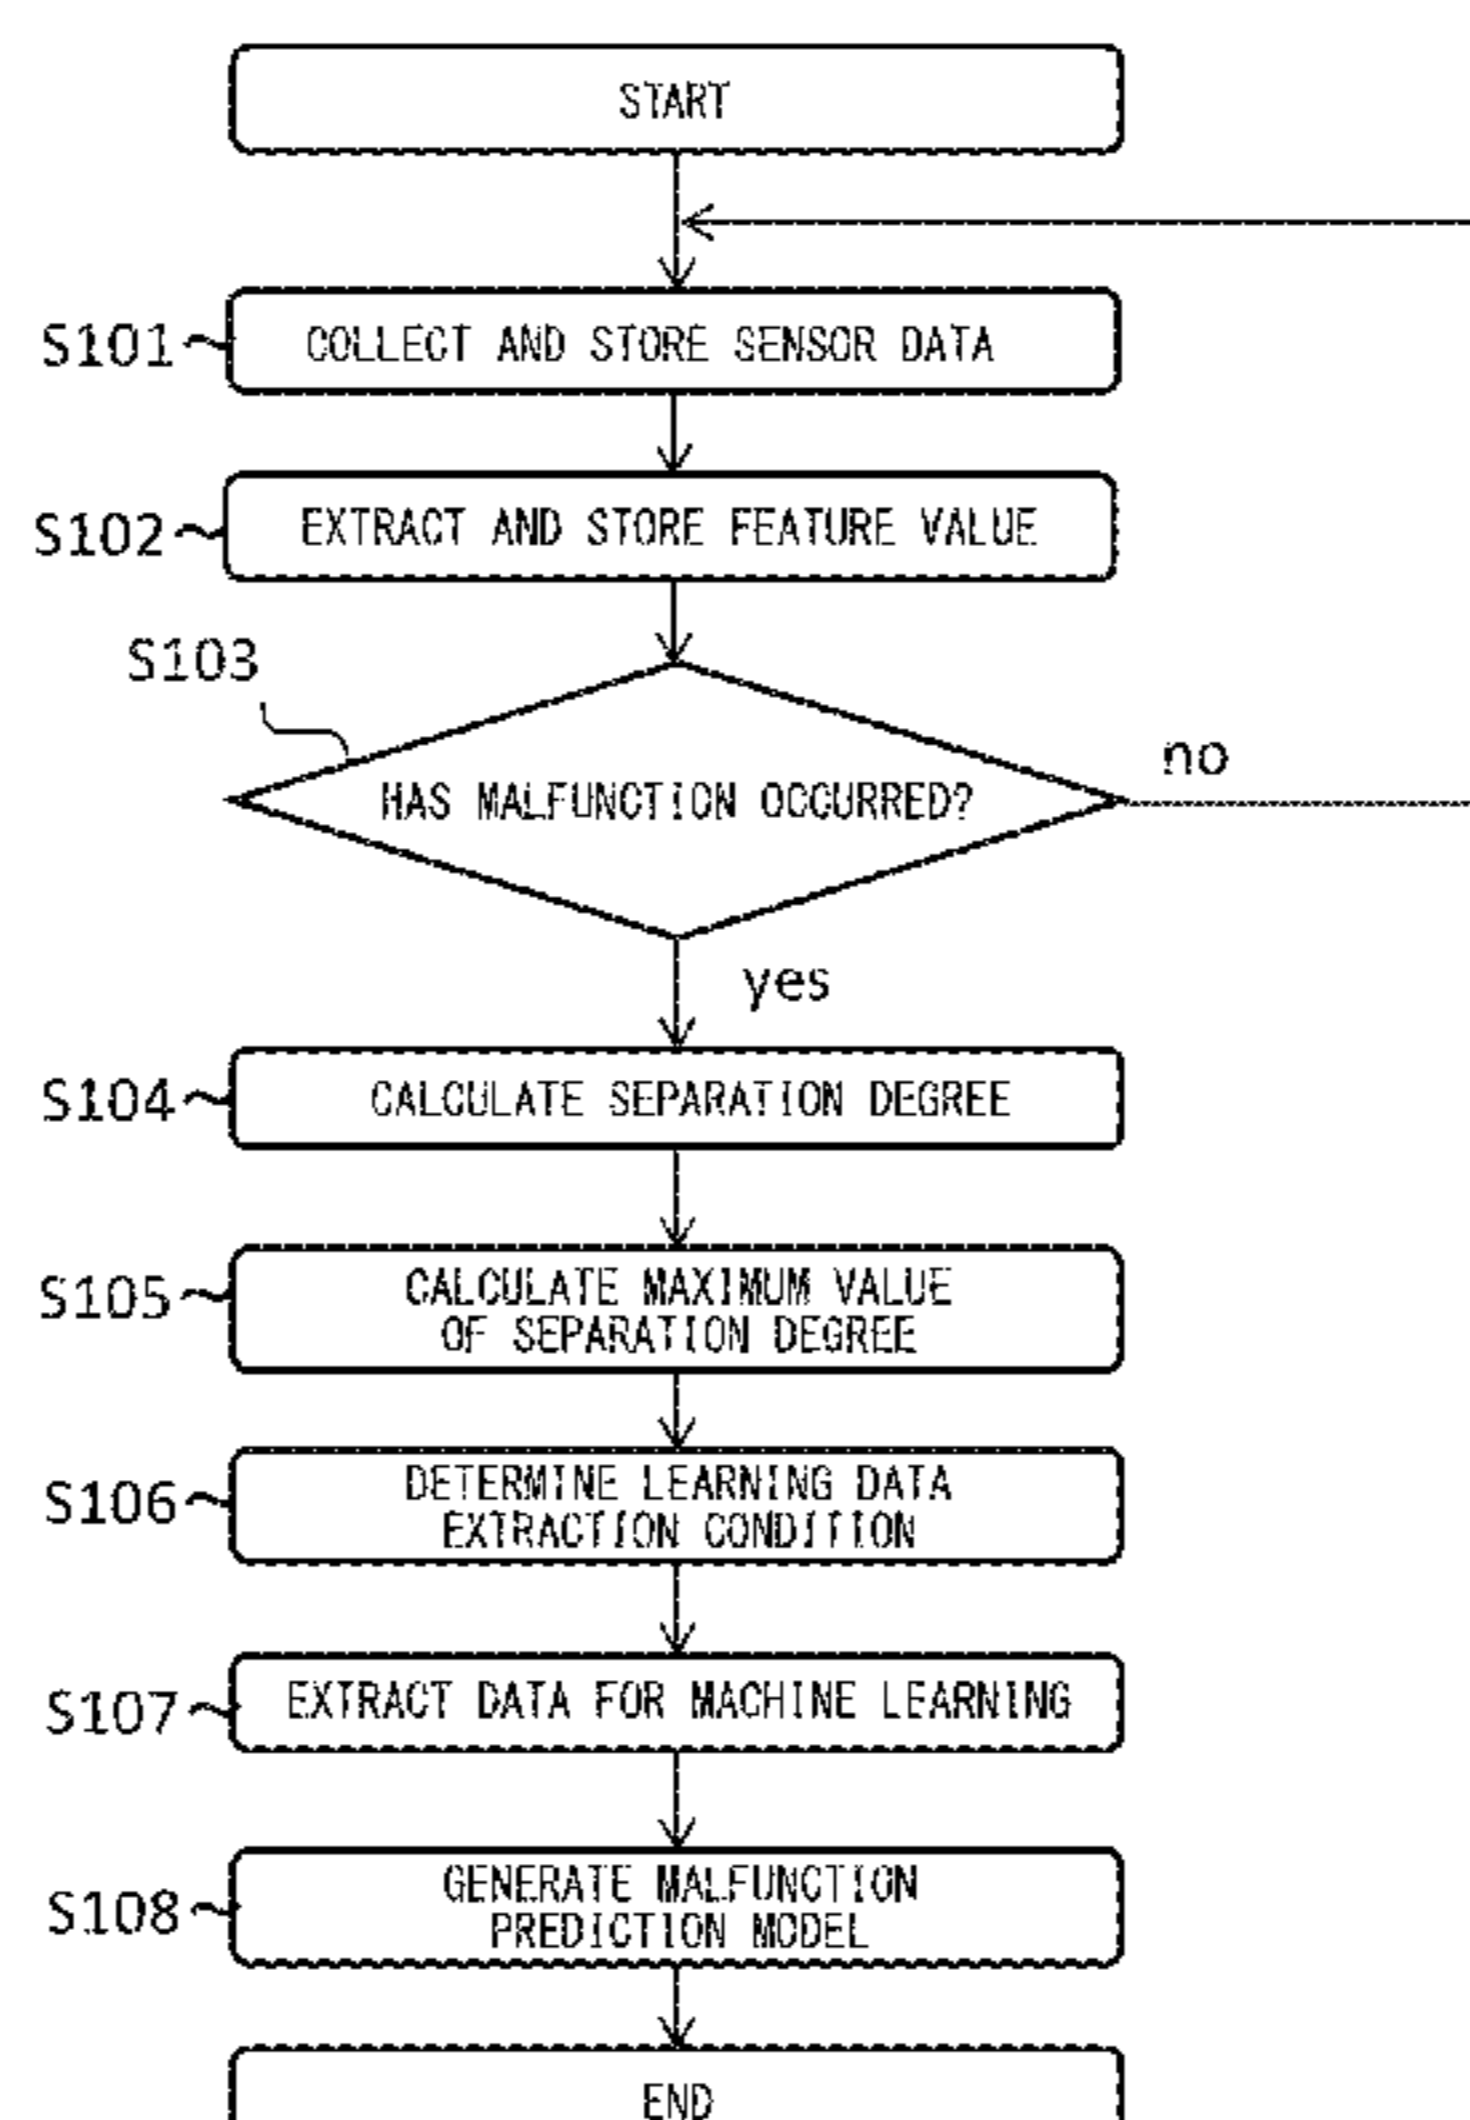 START
S101
COLLECT AND STORE SENSOR DATA
S102
EXTRACT AND STORE FEATURE VALUE
S103
HAS MALFUNCTION OCCURRED?
no
yes
S104
CALCULATE SEPARATION DEGREE
S105
CALCULATE MAXIMUM VALUE
OF SEPARATION DEGREE
S106
DETERMINE LEARNING DATA
EXTRACTION CONDITION
S107
EXTRACT DATA FOR MACHINE LEARNING
S108
GENERATE MALFUNCTION
PREDICTION MODEL
END